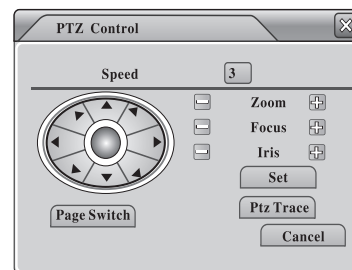 PTZ Control
Speed 3
Zoom
Focus
Iris
Set
Page Switch
Ptz Trace
Cancel